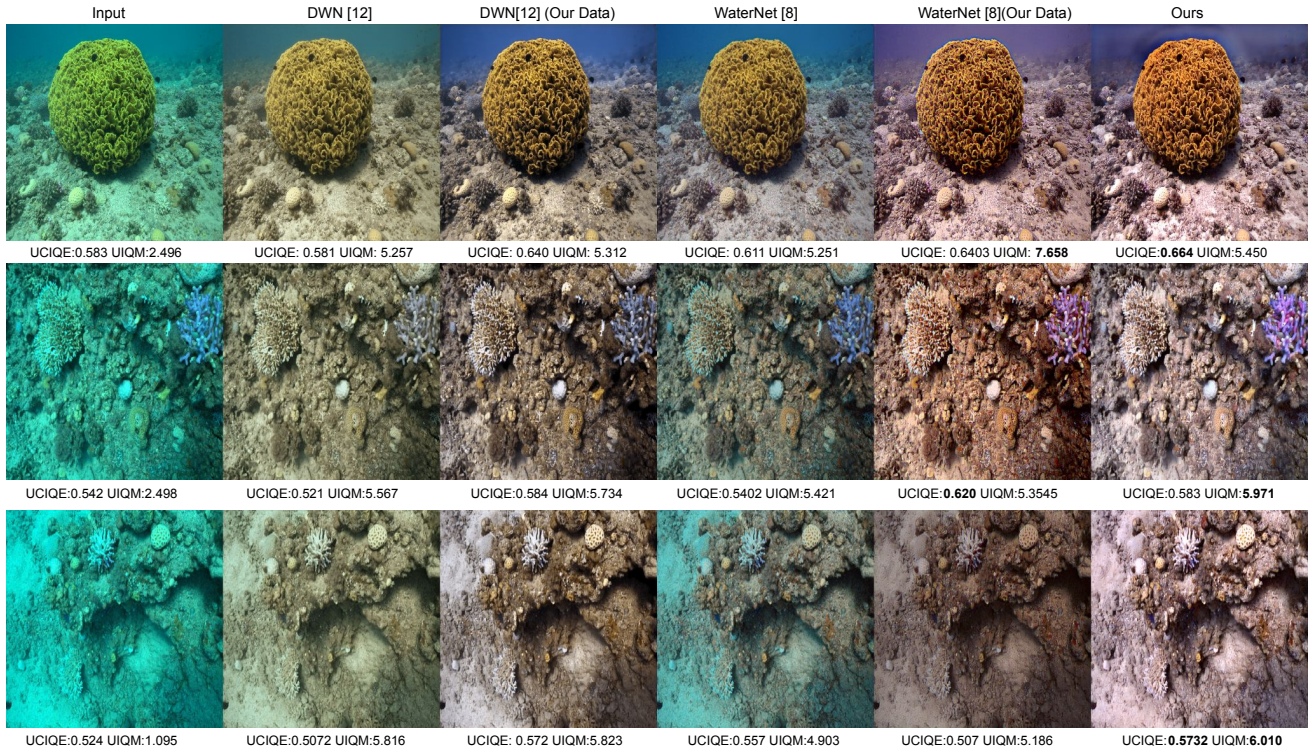 Input DWN [12] DWN[12] (Our Data) WaterNet [8] WaterNet [8](Our Data) Ours
UCIQE:0.583 UIQM:2.496 UCIQE: 0.581 UIQM: 5.257 UCIQE: 0.640 UIQM: 5.312 UCIQE: 0.611 UIQM:5.251 UCIQE: 0.6403 UIQM: 7.658 UCIQE:0.664 UIQM:5.450
UCIQE:0.542 UIQM:2.498 UCIQE:0.521 UIQM:5.567 UCIQE:0.584 UIQM:5.734 UCIQE:0.5402 UIQM:5.421 UCIQE:0.620 UIQM:5.3545 UCIQE:0.583 UIQM:5.971
UCIQE:0.524 UIQM:1.095 UCIQE:0.5072 UIQM:5.816 UCIQE: 0.572 UIQM:5.823 UCIQE:0.557 UIQM:4.903 UCIQE:0.507 UIQM:5.186 UCIQE:0.5732 UIQM:6.010